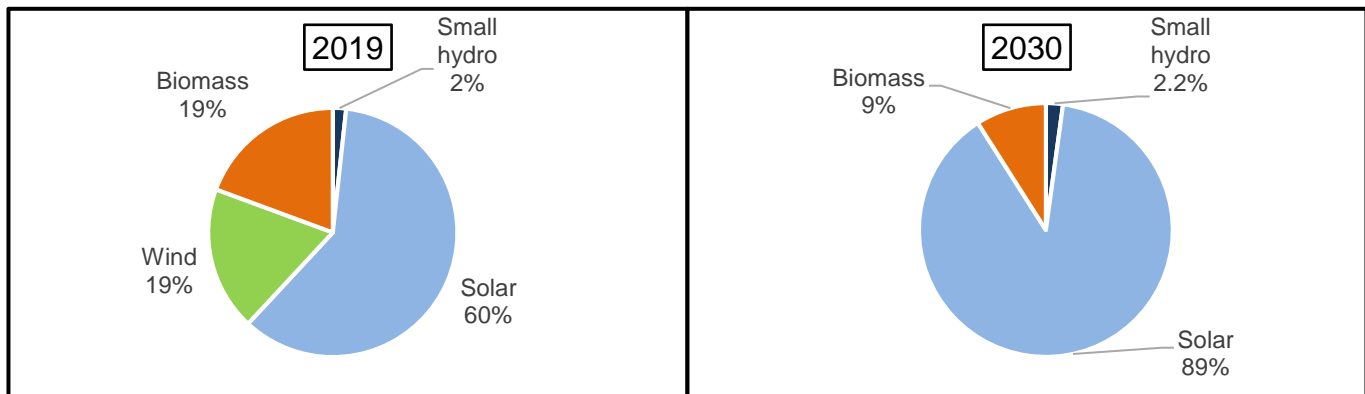 2019
Small
hydro
2%
Biomass
19%
Wind
19%
Solar
60%
2030
Small
hydro
2.2%
Biomass
9%
Solar
89%